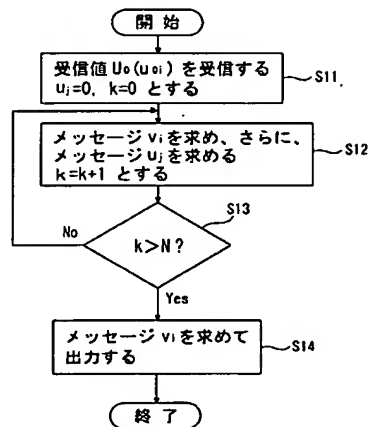 開 始
受信値 U₀(u₀ᵢ) を受信する
uⱼ=0, k=0 とする
S11
メッセージ vᵢを求め、さらに、
メッセージ uⱼを求める
k=k+1 とする
S12
S13
No
k>N?
Yes
メッセージ vᵢを求めて
出力する
S14
終 了